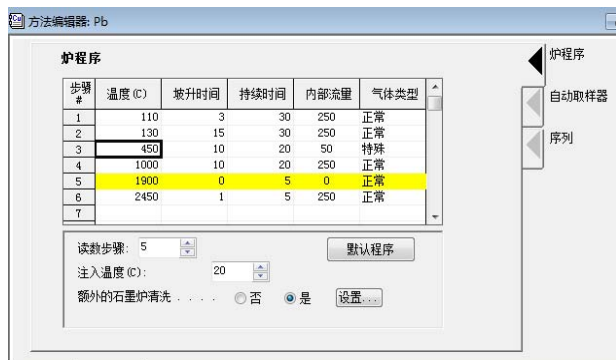 方法编辑器: Pb
炉程序
步骤 # 温度(C) 坡升时间 持续时间 内部流量 气体类型
1 110 3 30 250 正常
2 130 15 30 250 正常
3 450 10 20 50 特殊
4 1000 10 20 250 正常
5 1900 0 5 0 正常
6 2450 1 5 250 正常
7
读数步骤: 5 默认程序
注入温度(C): 20
额外的石墨炉清洗 . . . . 否 是 设置...
炉程序
自动取样器
序列